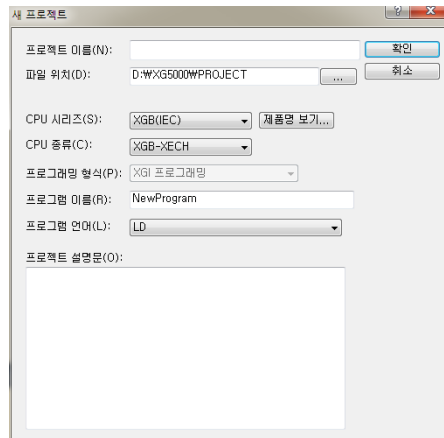 새 프로젝트
?
X
프로젝트 이름(N):
확인
파일 위치(D):
D:₩XG5000₩PROJECT
...
취소
CPU 시리즈(S):
XGB(IEC)
제품명 보기...
CPU 종류(C):
XGB-XECH
프로그래밍 형식(P):
XGI 프로그래밍
프로그램 이름(R):
NewProgram
프로그램 언어(L):
LD
프로젝트 설명문(O):